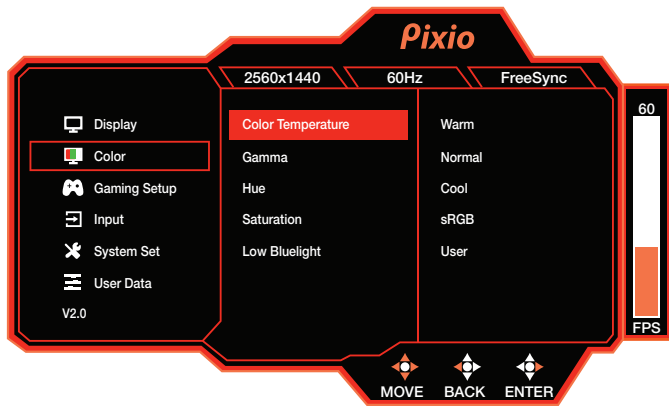 Pixio
2560x1440 60Hz FreeSync
Display
Color
Gaming Setup
Input
System Set
User Data
V2.0
Color Temperature
Gamma
Hue
Saturation
Low Bluelight
Warm
Normal
Cool
sRGB
User
60
FPS
MOVE BACK ENTER